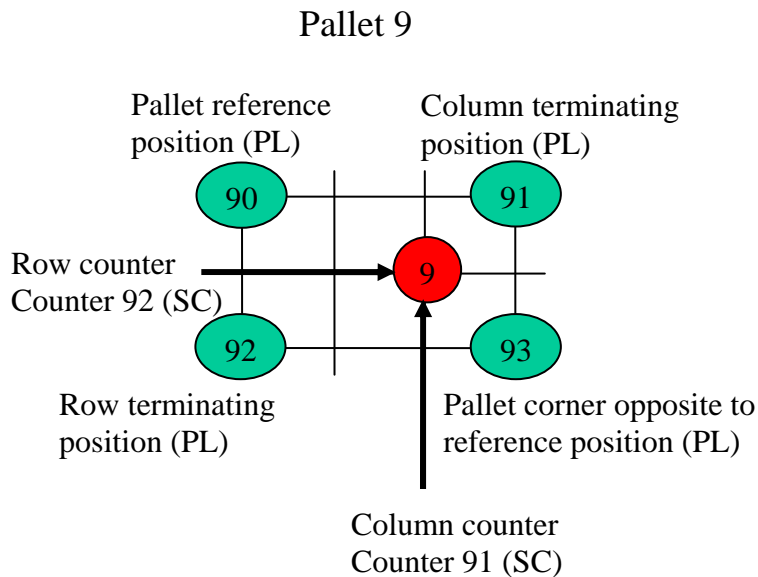 Pallet 9
Pallet reference
position (PL)
Column terminating
position (PL)
90
91
Row counter
Counter 92 (SC)
9
92
93
Row terminating
position (PL)
Pallet corner opposite to
reference position (PL)
Column counter
Counter 91 (SC)